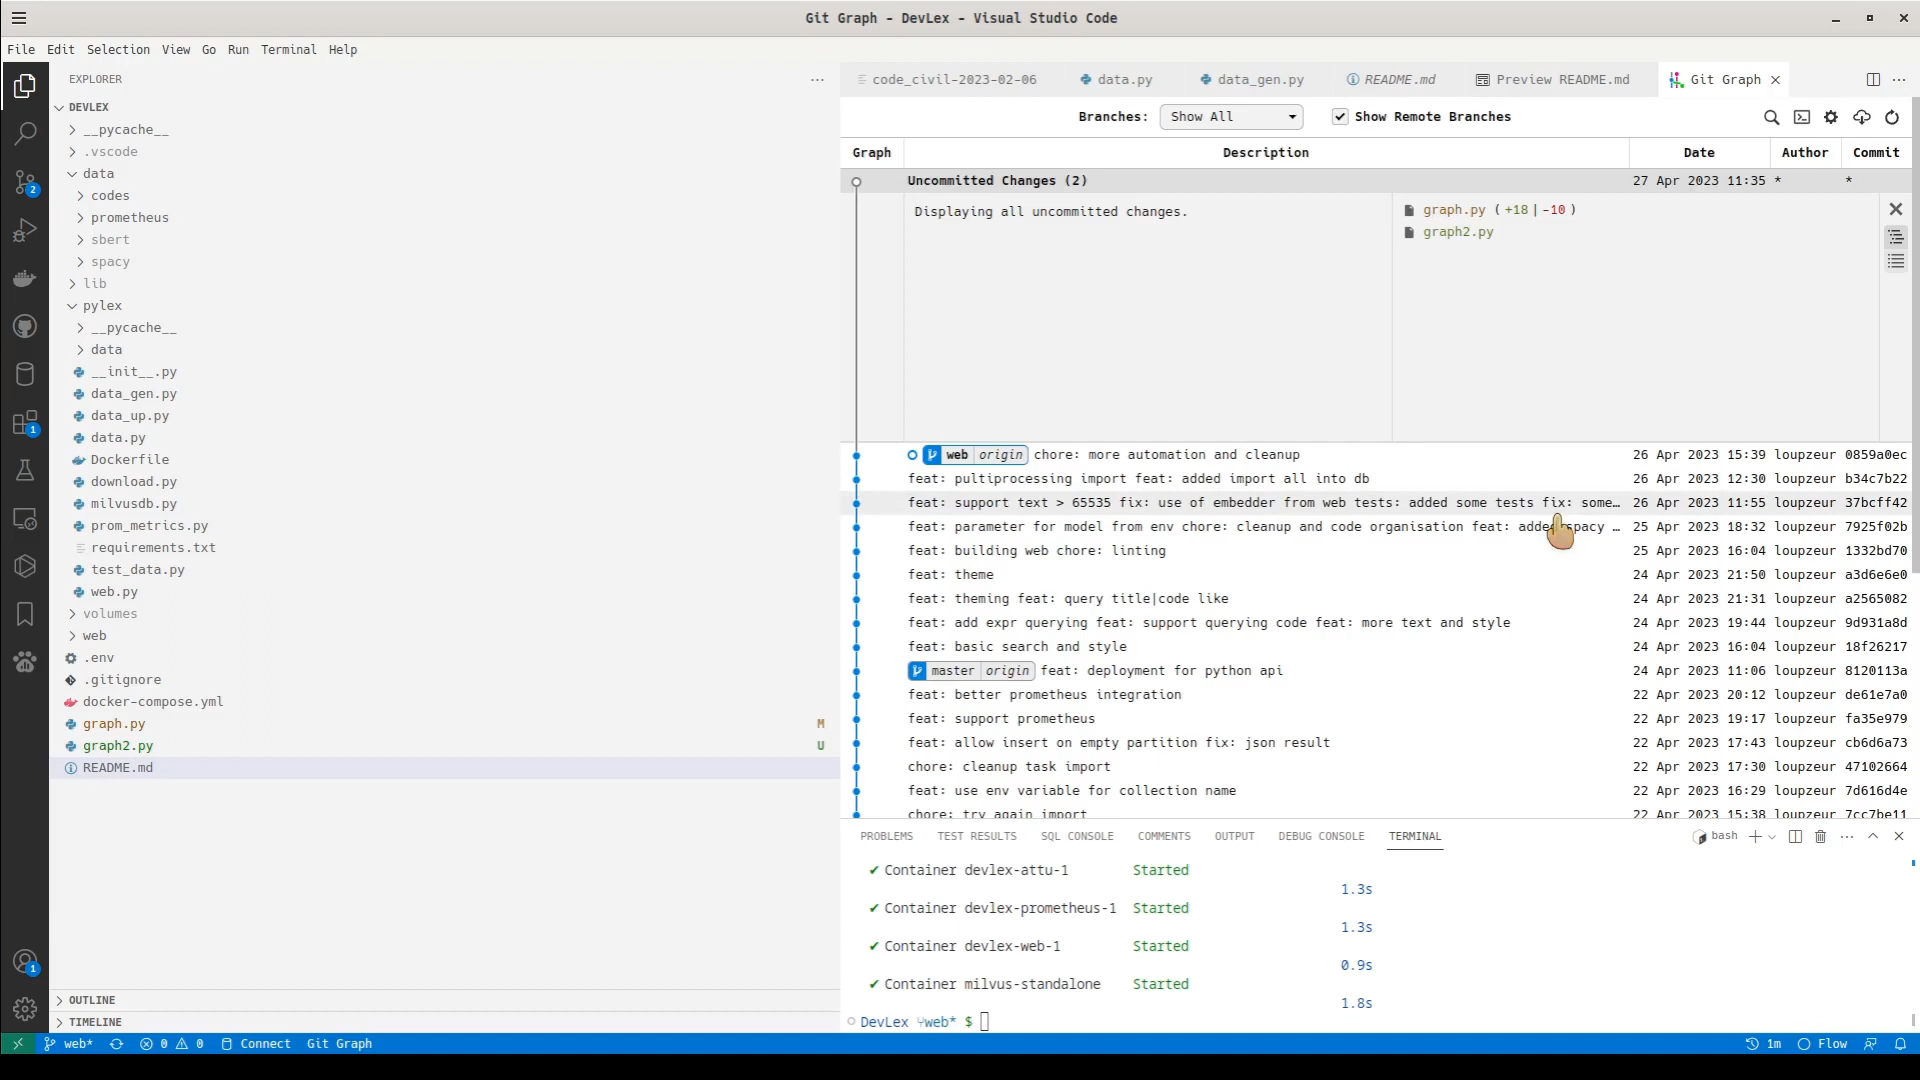 Git Graph - DevLex - Visual Studio Code
File Edit Selection View Go Run Terminal Help
EXPLORER
DEVLEX
__pycache__
.vscode
data
codes
prometheus
sbert
spacy
lib
pylex
__pycache__
data
__init__.py
data_gen.py
data_up.py
data.py
Dockerfile
download.py
milvusdb.py
prom_metrics.py
requirements.txt
test_data.py
web.py
volumes
web
.env
.gitignore
docker-compose.yml
graph.py M
graph2.py U
README.md
OUTLINE
TIMELINE
2
1
1
code_civil-2023-02-06 data.py data_gen.py README.md Preview README.md Git Graph
Branches: Show All Show Remote Branches
Graph Description Date Author Commit
Uncommitted Changes (2) 27 Apr 2023 11:35 * *
Displaying all uncommitted changes.
graph.py ( +18 | -10 )
graph2.py
web origin chore: more automation and cleanup 26 Apr 2023 15:39 loupzeur 0859a0ec
feat: pultiprocessing import feat: added import all into db 26 Apr 2023 12:30 loupzeur b34c7b22
feat: support text > 65535 fix: use of embedder from web tests: added some tests fix: some… 26 Apr 2023 11:55 loupzeur 37bcff42
feat: parameter for model from env chore: cleanup and code organisation feat: added spacy … 25 Apr 2023 18:32 loupzeur 7925f02b
feat: building web chore: linting 25 Apr 2023 16:04 loupzeur 1332bd70
feat: theme 24 Apr 2023 21:50 loupzeur a3d6e6e0
feat: theming feat: query title|code like 24 Apr 2023 21:31 loupzeur a2565082
feat: add expr querying feat: support querying code feat: more text and style 24 Apr 2023 19:44 loupzeur 9d931a8d
feat: basic search and style 24 Apr 2023 16:04 loupzeur 18f26217
master origin feat: deployment for python api 24 Apr 2023 11:06 loupzeur 8120113a
feat: better prometheus integration 22 Apr 2023 20:12 loupzeur de61e7a0
feat: support prometheus 22 Apr 2023 19:17 loupzeur fa35e979
feat: allow insert on empty partition fix: json result 22 Apr 2023 17:43 loupzeur cb6d6a73
chore: cleanup task import 22 Apr 2023 17:30 loupzeur 47102664
feat: use env variable for collection name 22 Apr 2023 16:29 loupzeur 7d616d4e
chore: try again import 22 Apr 2023 15:38 loupzeur 7cc7be11
PROBLEMS TEST RESULTS SQL CONSOLE COMMENTS OUTPUT DEBUG CONSOLE TERMINAL bash
✔ Container devlex-attu-1 Started
1.3s
✔ Container devlex-prometheus-1 Started
1.3s
✔ Container devlex-web-1 Started
0.9s
✔ Container milvus-standalone Started
1.8s
DevLex web* $
web* 0 0 Connect Git Graph 1m Flow